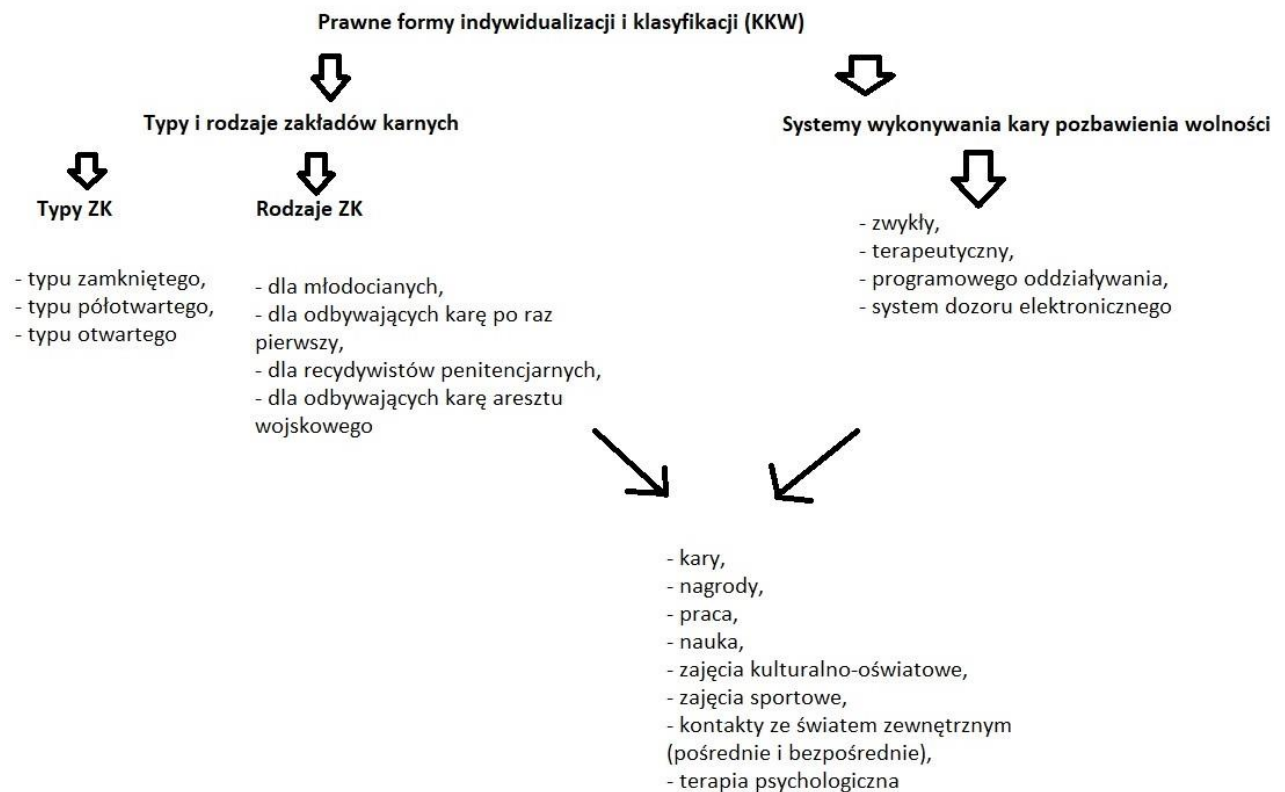 Prawne formy indywidualizacji i klasyfikacji (KKW)
Typy i rodzaje zakładów karnych
Systemy wykonywania kary pozbawienia wolności
Typy ZK
Rodzaje ZK
- typu zamkniętego,
- typu półotwartego,
- typu otwartego
- dla młodocianych,
- dla odbywających karę po raz
pierwszy,
- dla recydywistów penitencjarnych,
- dla odbywających karę aresztu
wojskowego
- zwykły,
- terapeutyczny,
- programowego oddziaływania,
- system dozoru elektronicznego
- kary,
- nagrody,
- praca,
- nauka,
- zajęcia kulturalno-oświatowe,
- zajęcia sportowe,
- kontakty ze światem zewnętrznym
(pośrednie i bezpośrednie),
- terapia psychologiczna